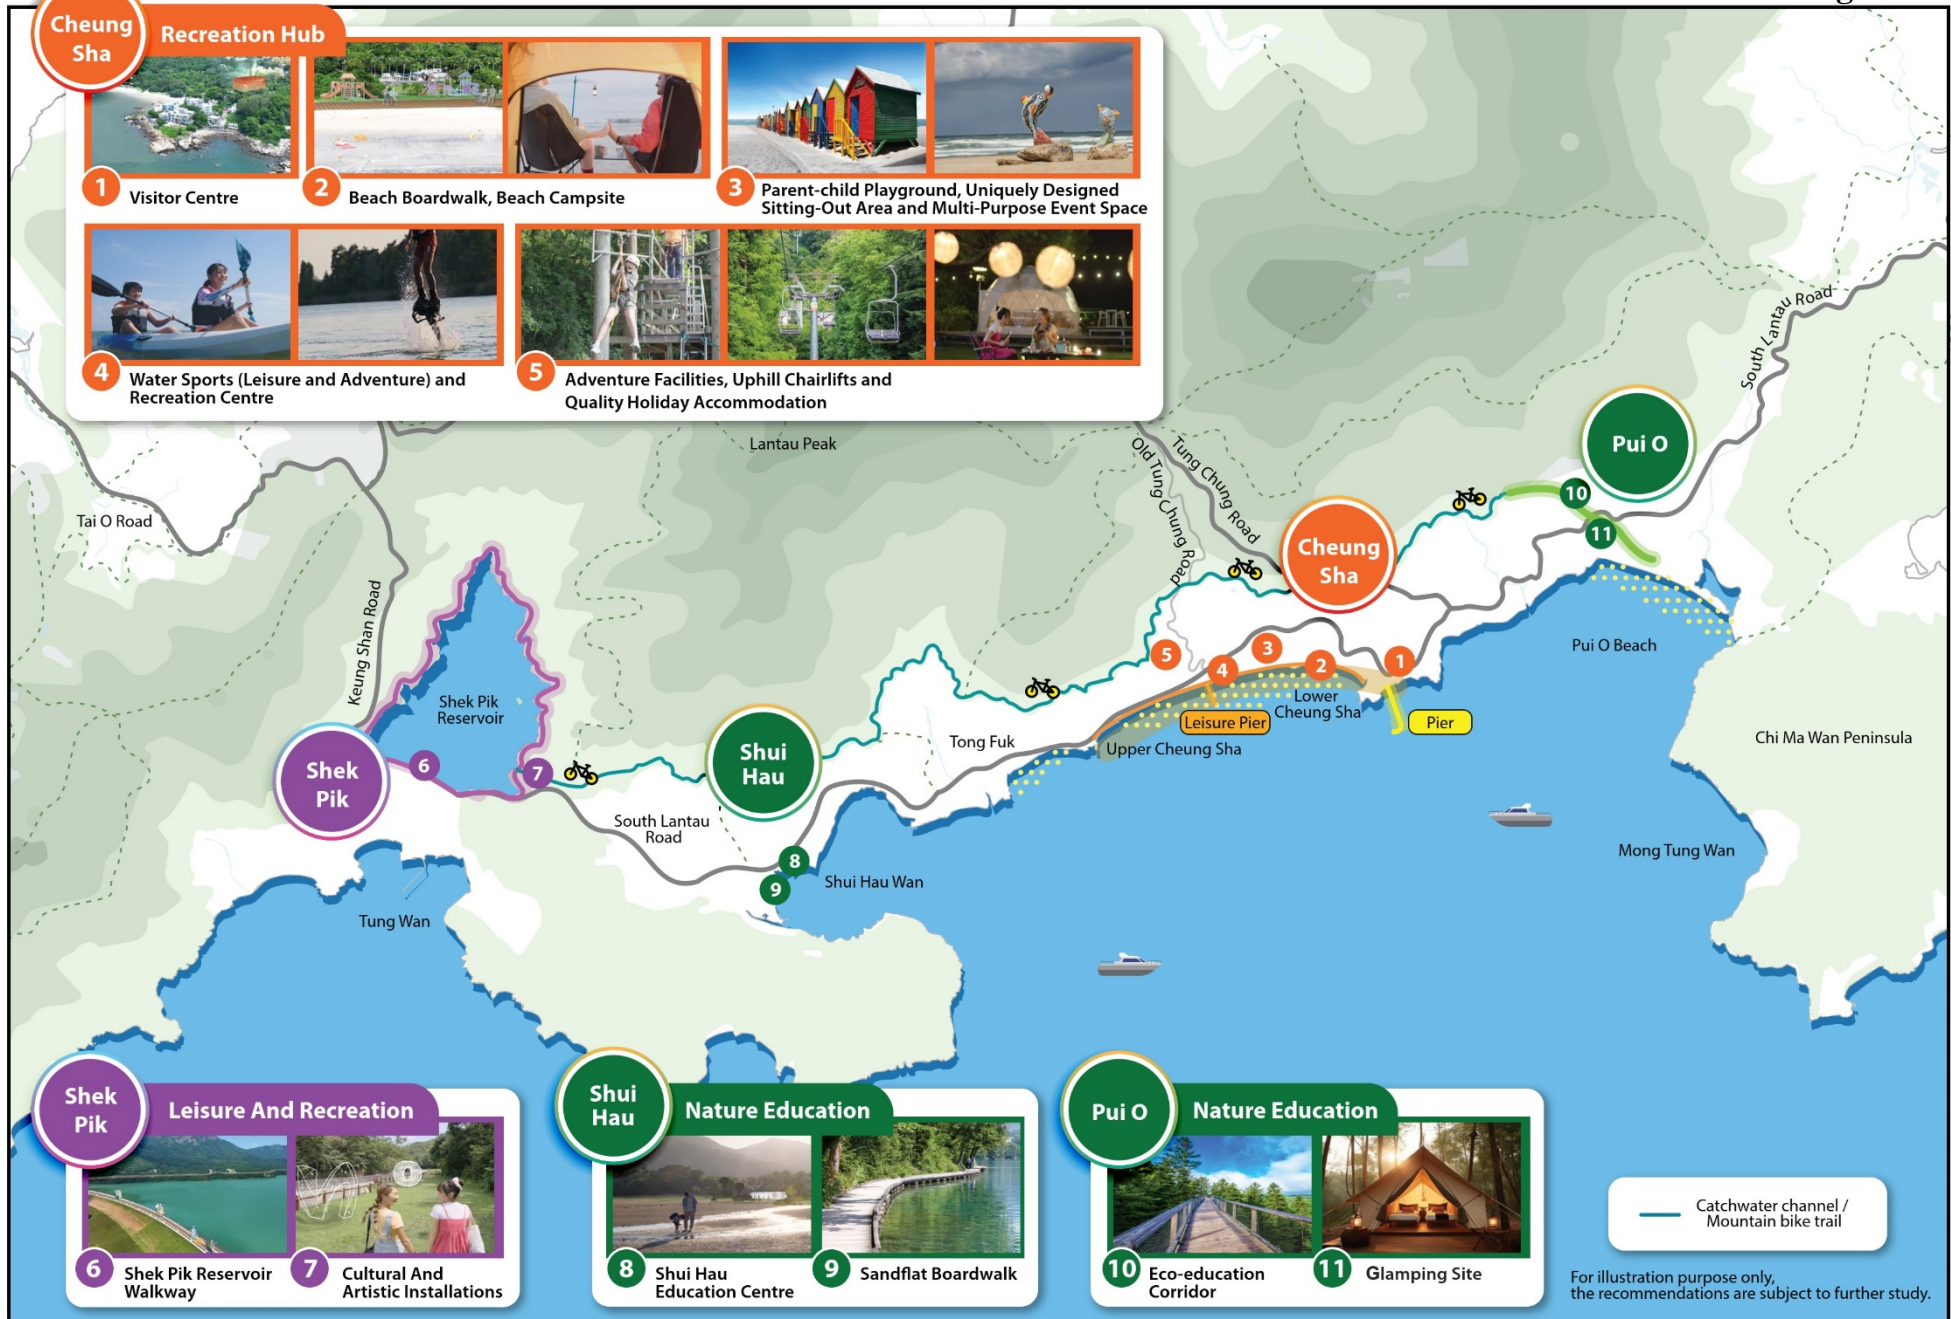 Cheung
Sha
Recreation Hub
1
Visitor Centre
2
Beach Boardwalk, Beach Campsite
3
Parent-child Playground, Uniquely Designed
Sitting-Out Area and Multi-Purpose Event Space
4
Water Sports (Leisure and Adventure) and
Recreation Centre
5
Adventure Facilities, Uphill Chairlifts and
Quality Holiday Accommodation
Lantau Peak
Tai O Road
Keung Shan Road
Old Tung Chung Road
Tung Chung Road
South Lantau Road
Pui O
10
11
Cheung
Sha
5
4
3
2
1
Lower
Cheung Sha
Leisure Pier
Pier
Upper Cheung Sha
Pui O Beach
Chi Ma Wan Peninsula
Mong Tung Wan
Shek Pik
Reservoir
Shek
Pik
6
7
Shui
Hau
Tong Fuk
South Lantau
Road
8
9
Shui Hau Wan
Tung Wan
Shek
Pik
Leisure And Recreation
6
Shek Pik Reservoir
Walkway
7
Cultural And
Artistic Installations
Shui
Hau
Nature Education
8
Shui Hau
Education Centre
9
Sandflat Boardwalk
Pui O
Nature Education
10
Eco-education
Corridor
11
Glamping Site
Catchwater channel /
Mountain bike trail
For illustration purpose only,
the recommendations are subject to further study.